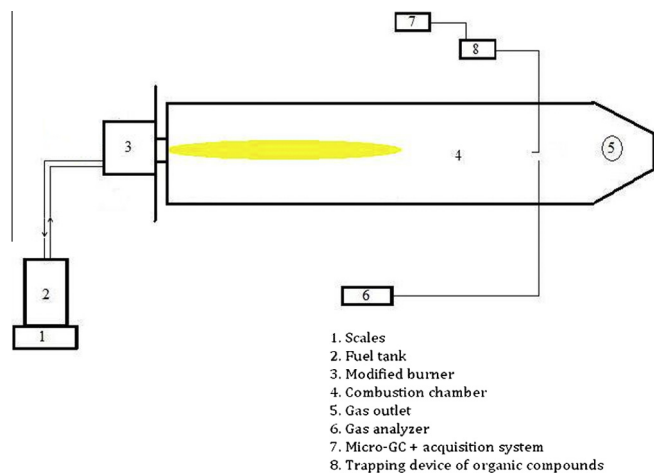 7
8
3
4
5
2
6
1
1. Scales
2. Fuel tank
3. Modified burner
4. Combustion chamber
5. Gas outlet
6. Gas analyzer
7. Micro-GC + acquisition system
8. Trapping device of organic compounds